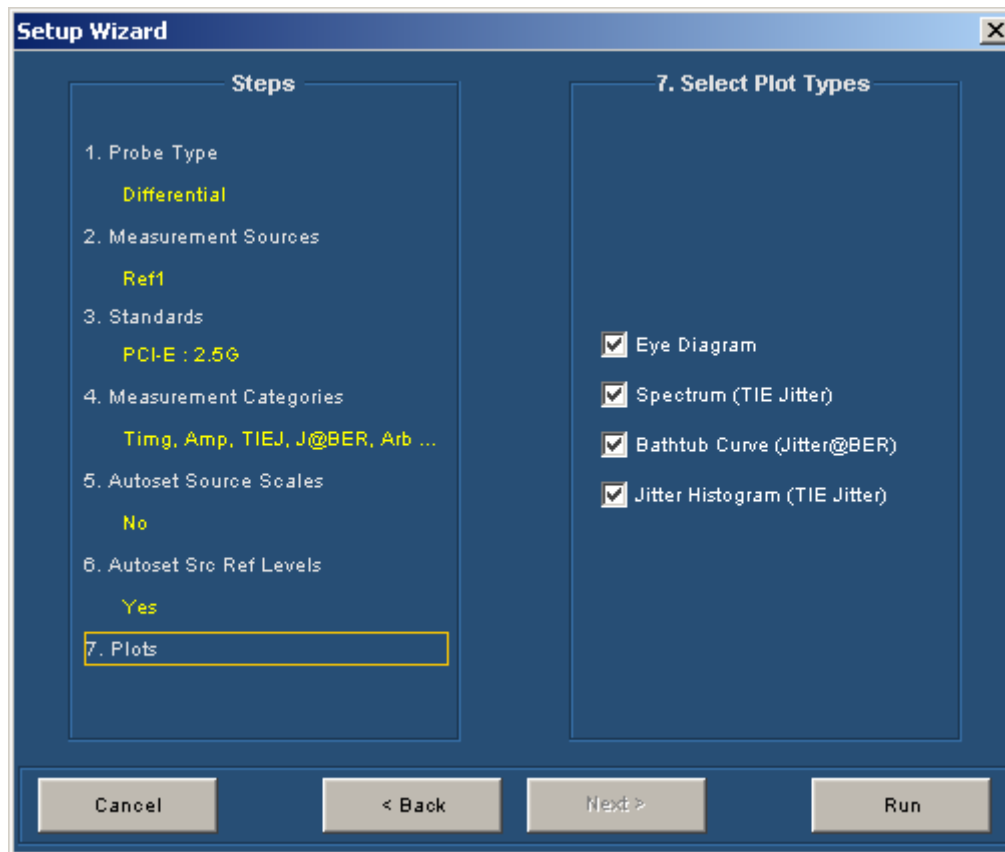 Setup Wizard
Steps
1. Probe Type
Differential
2. Measurement Sources
Ref1
3. Standards
PCI-E : 2.5G
4. Measurement Categories
Timg, Amp, TIEJ, J@BER, Arb ...
5. Autoset Source Scales
No
6. Autoset Src Ref Levels
Yes
7. Plots
7. Select Plot Types
Eye Diagram
Spectrum (TIE Jitter)
Bathtub Curve (Jitter@BER)
Jitter Histogram (TIE Jitter)
Cancel
< Back
Next >
Run